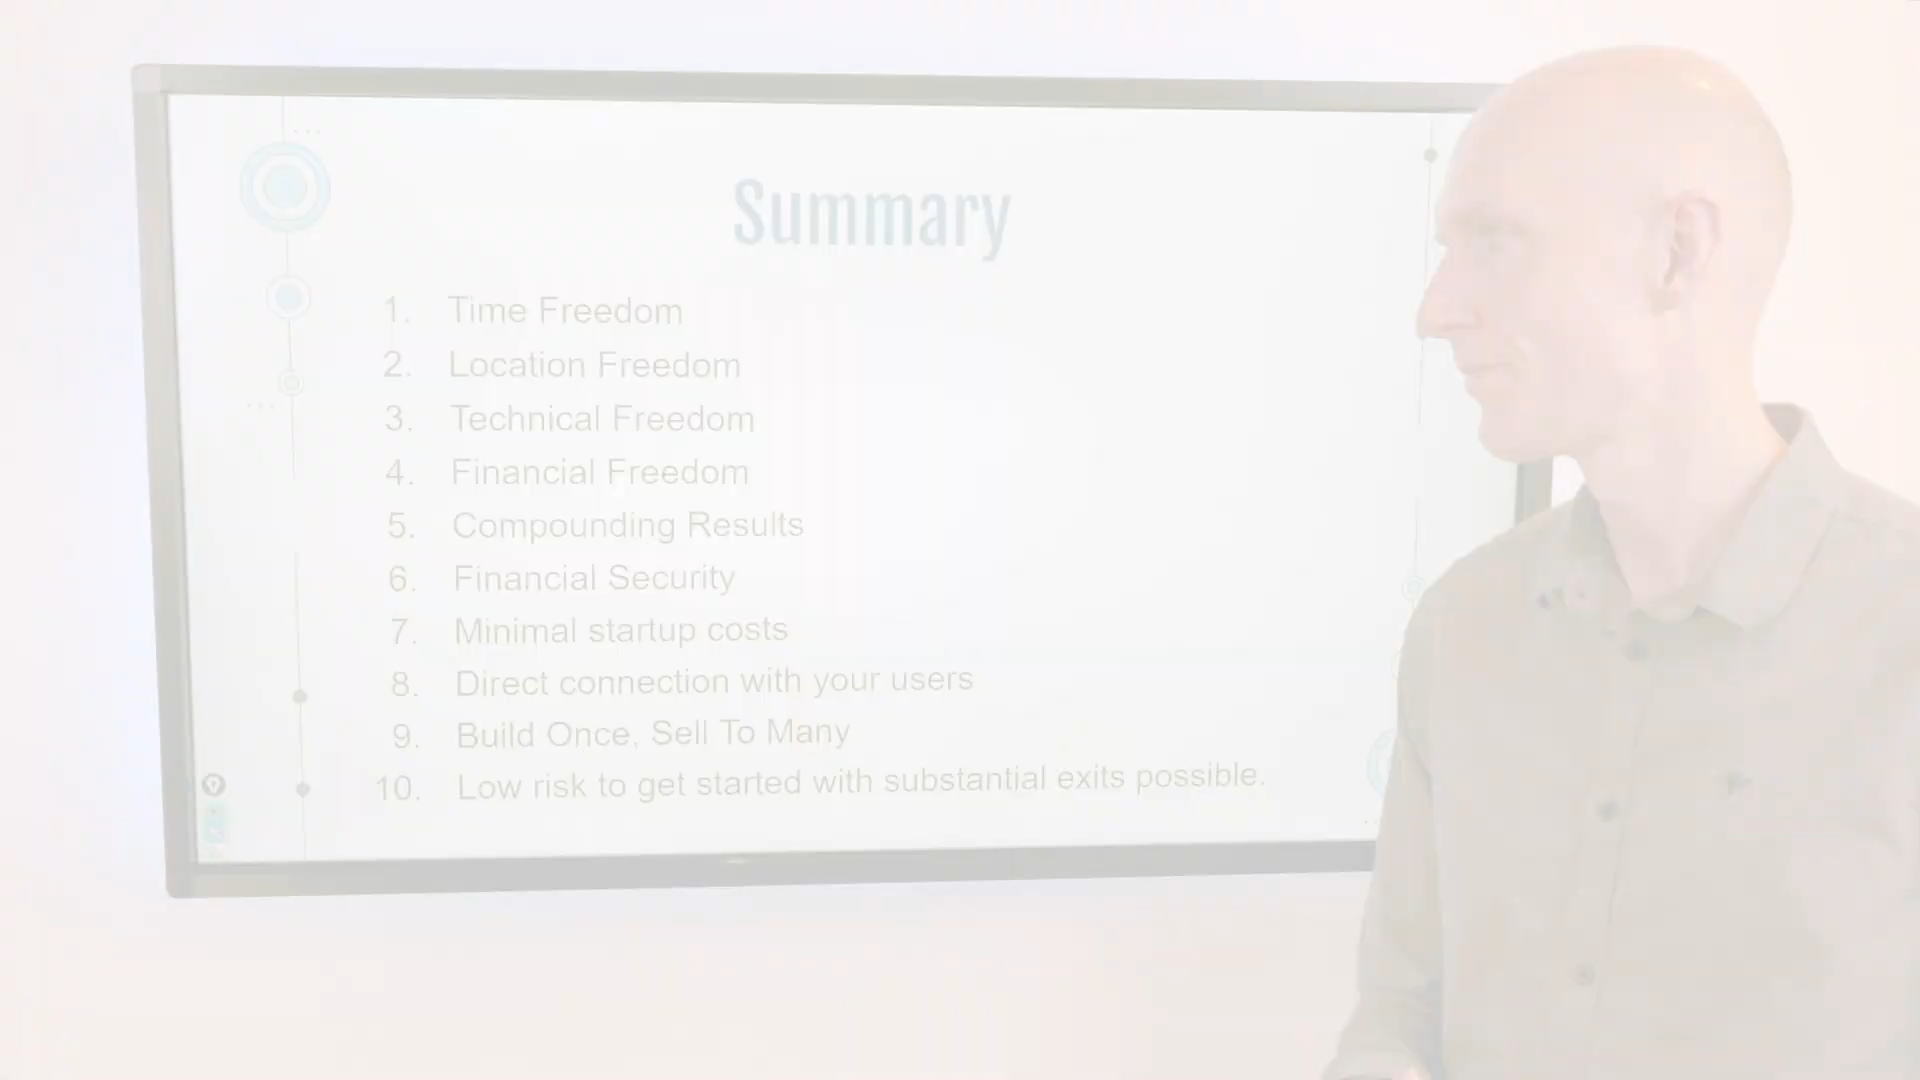 Summary
1. Time Freedom
2. Location Freedom
3. Technical Freedom
4. Financial Freedom
5. Compounding Results
6. Financial Security
7. Minimal startup costs
8. Direct connection with your users
9. Build Once, Sell To Many
10. Low risk to get started with substantial exits possible.